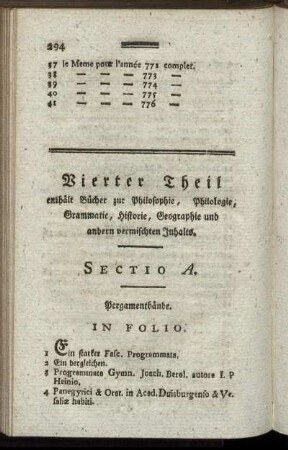 294
37 le Meme pour l'année 772 complet.
38 — — — 773 —
39 — — — 774 —
40 — — — 775 —
41 — — — 776 —
Vierter Theil
enthält Bücher zur Philosophie, Philologie,
Grammatic, Historie, Geographie und
andern vermischten Inhalts.
SECTIO A.
Pergamentbände.
IN FOLIO.
1 Ein starker Fasc. Programmata.
2 Ein dergleichen.
3 Programmata Gymn. Joach. Berol. autore I. P
Heinio.
4 Panegyrici & Orat. in Acad. Duisburgenso & Ve-
saliæ habiti.